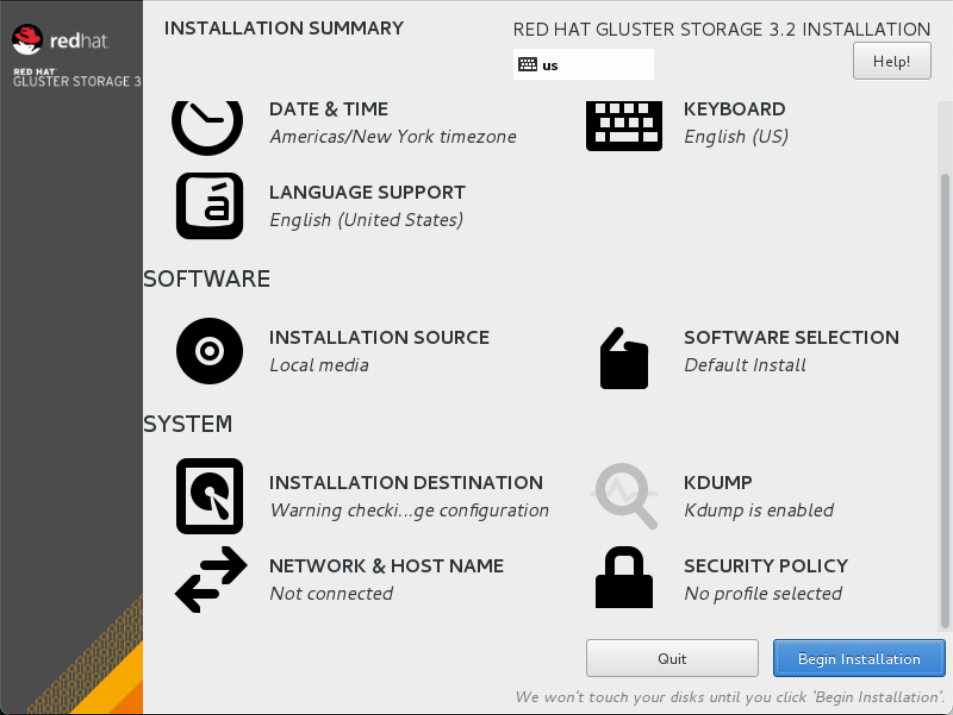 redhat.
RED HAT
GLUSTER STORAGE 3
INSTALLATION SUMMARY
RED HAT GLUSTER STORAGE 3.2 INSTALLATION
us
Help!
DATE & TIME
Americas/New York timezone
KEYBOARD
English (US)
LANGUAGE SUPPORT
English (United States)
SOFTWARE
INSTALLATION SOURCE
Local media
SOFTWARE SELECTION
Default Install
SYSTEM
INSTALLATION DESTINATION
Warning checki...ge configuration
KDUMP
Kdump is enabled
NETWORK & HOST NAME
Not connected
SECURITY POLICY
No profile selected
Quit
Begin Installation
We won't touch your disks until you click 'Begin Installation'.